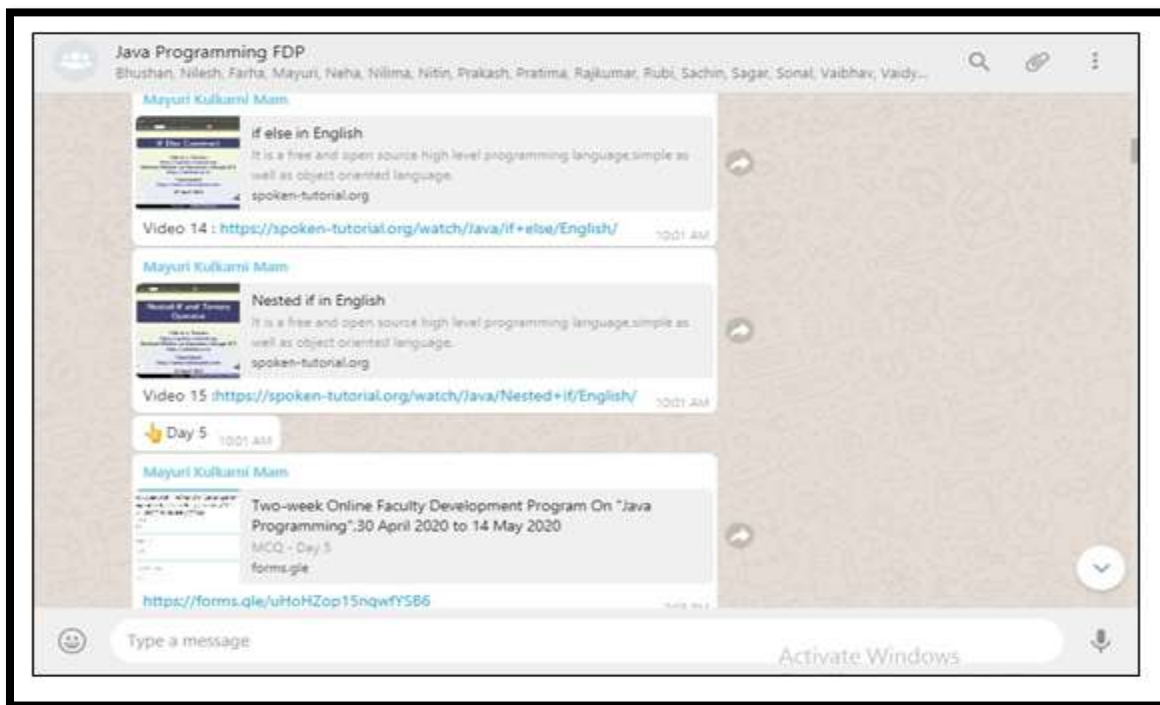 Java Programming FDP
Bhushan, Nilesh, Farha, Mayuri, Neha, Nilima, Nitin, Prakash, Pratima, Rajkumar, Rubi, Sachin, Sagar, Sonal, Vaibhav, Vaidy...
Mayuri Kulkarni Mam
if else in English
It is a free and open source high level programming language,simple as
well as object oriented language.
spoken-tutorial.org
Video 14 : https://spoken-tutorial.org/watch/Java/if+else/English/
10:01 AM
Mayuri Kulkarni Mam
Nested if and Ternary
Operator
Nested if in English
It is a free and open source high level programming language,simple as
well as object oriented language.
spoken-tutorial.org
Video 15 :https://spoken-tutorial.org/watch/Java/Nested+if/English/
10:01 AM
👆 Day 5 10:01 AM
Mayuri Kulkarni Mam
Two-week Online Faculty Development Program On "Java
Programming",30 April 2020 to 14 May 2020
MCQ - Day 5
forms.gle
https://forms.gle/uHoHZop15nqwfYSB6
Type a message
Activate Windows